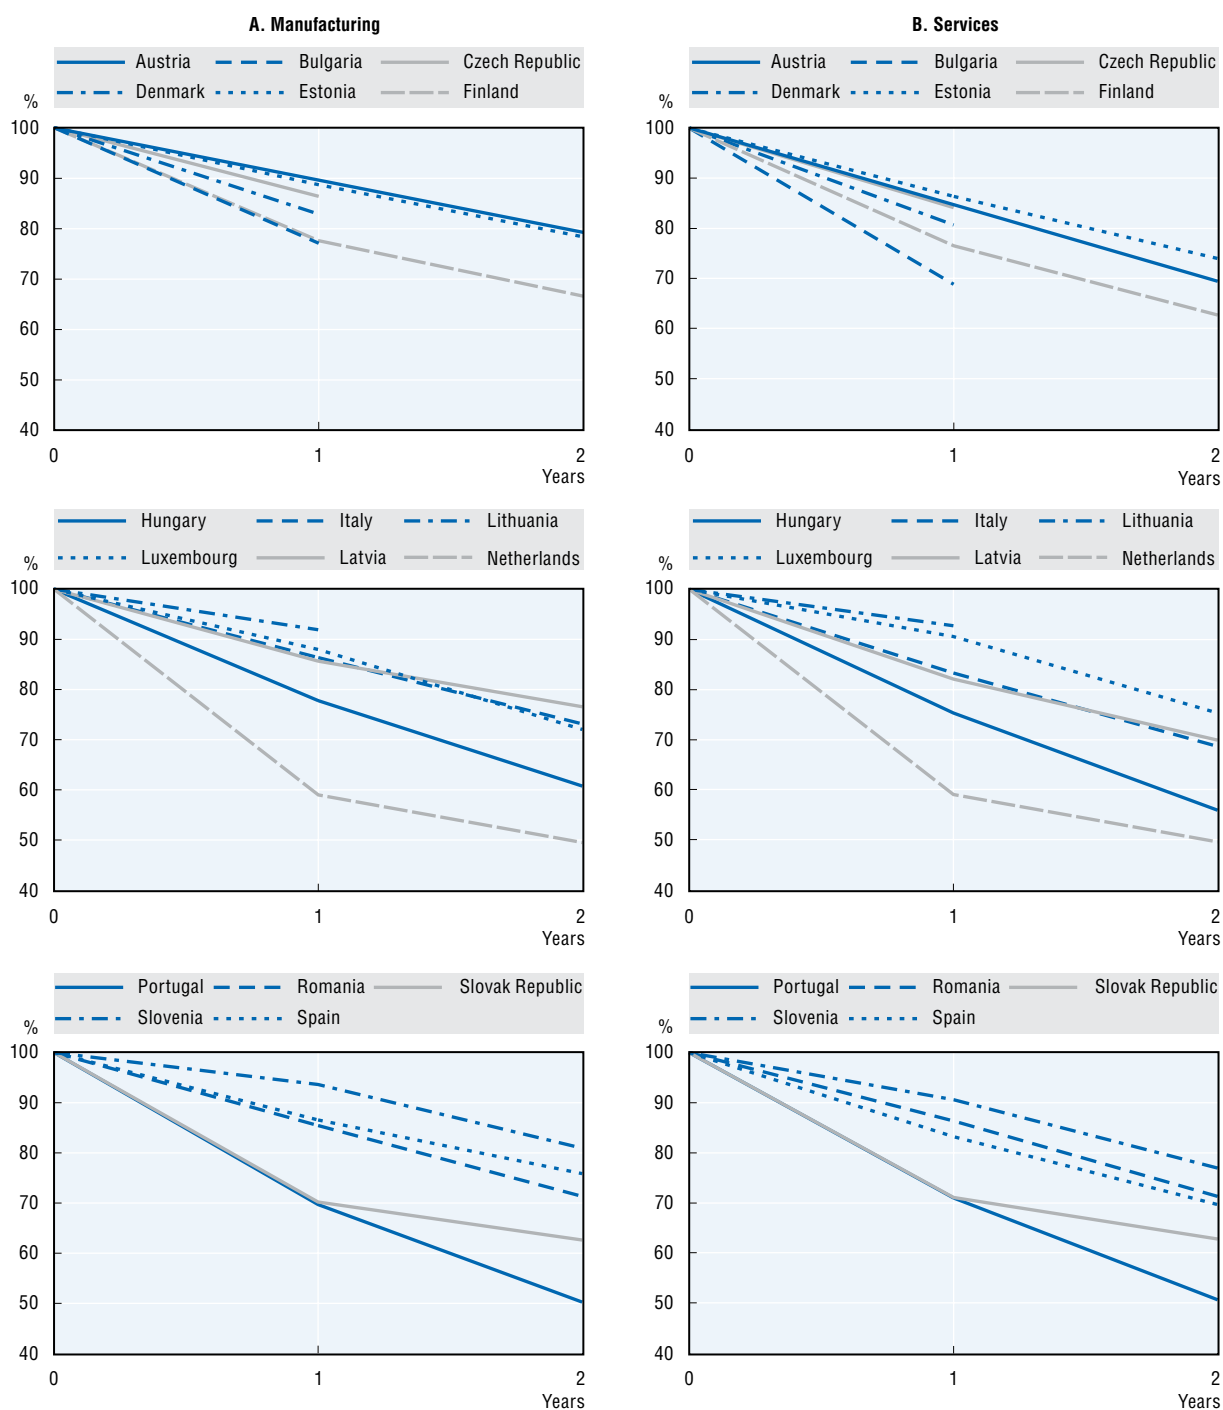 A. Manufacturing
Austria Bulgaria Czech Republic
Denmark Estonia Finland
%
100
90
80
70
60
50
40
0 1 2
Years
B. Services
Austria Bulgaria Czech Republic
Denmark Estonia Finland
%
100
90
80
70
60
50
40
0 1 2
Years
Hungary Italy Lithuania
Luxembourg Latvia Netherlands
%
100
90
80
70
60
50
40
0 1 2
Years
Hungary Italy Lithuania
Luxembourg Latvia Netherlands
%
100
90
80
70
60
50
40
0 1 2
Years
Portugal Romania Slovak Republic
Slovenia Spain
%
100
90
80
70
60
50
40
0 1 2
Years
Portugal Romania Slovak Republic
Slovenia Spain
%
100
90
80
70
60
50
40
0 1 2
Years